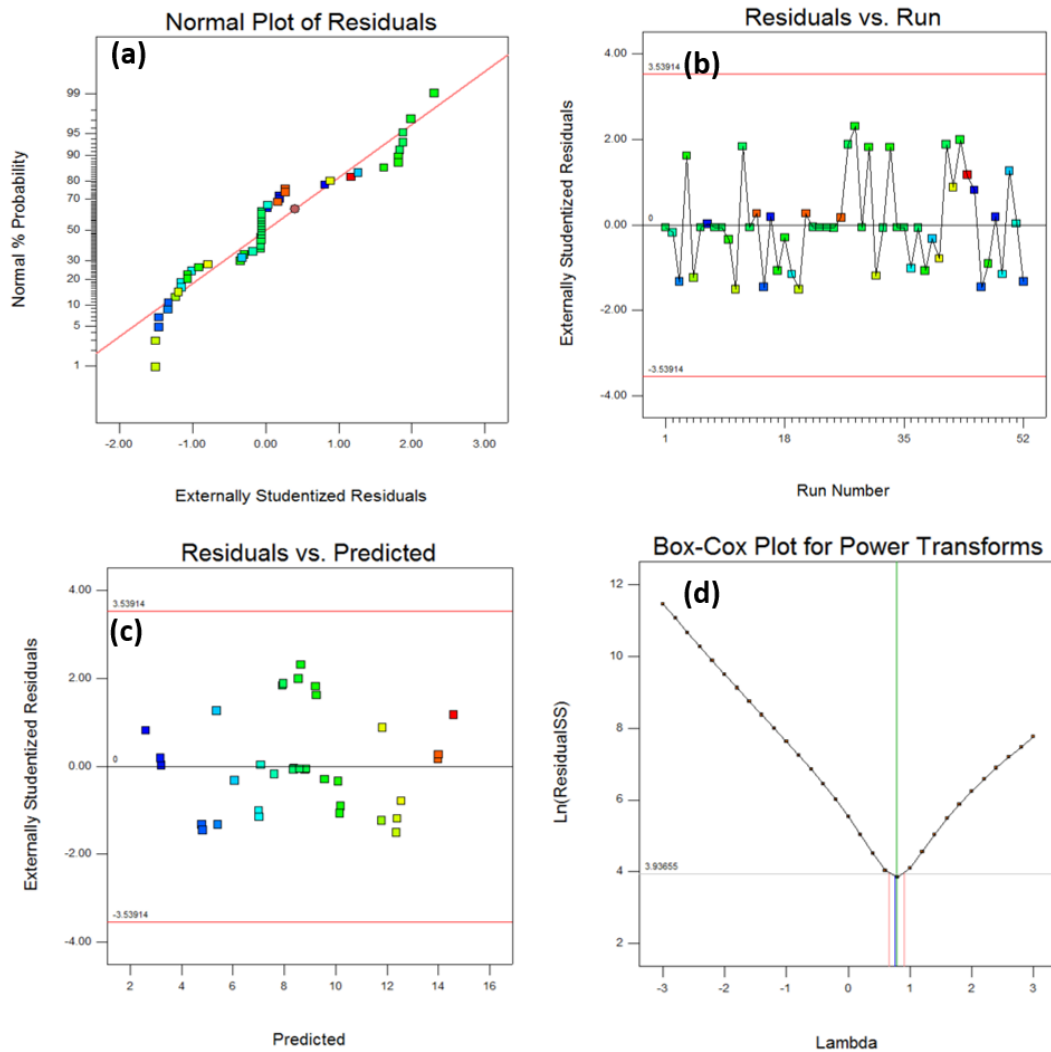 Normal Plot of Residuals
(a)
Normal % Probability
99
95
90
80
70
50
30
20
10
5
1
-2.00 -1.00 0.00 1.00 2.00 3.00
Externally Studentized Residuals
Residuals vs. Run
(b)
Externally Studentized Residuals
4.00
3.53914
2.00
0.00
0
-2.00
-3.53914
-4.00
1 18 35 52
Run Number
Residuals vs. Predicted
(c)
Externally Studentized Residuals
4.00
3.53914
2.00
0.00
0
-2.00
-3.53914
-4.00
2 4 6 8 10 12 14 16
Predicted
Box-Cox Plot for Power Transforms
(d)
Ln(ResidualSS)
12
10
8
6
4
3.93655
2
-3 -2 -1 0 1 2 3
Lambda